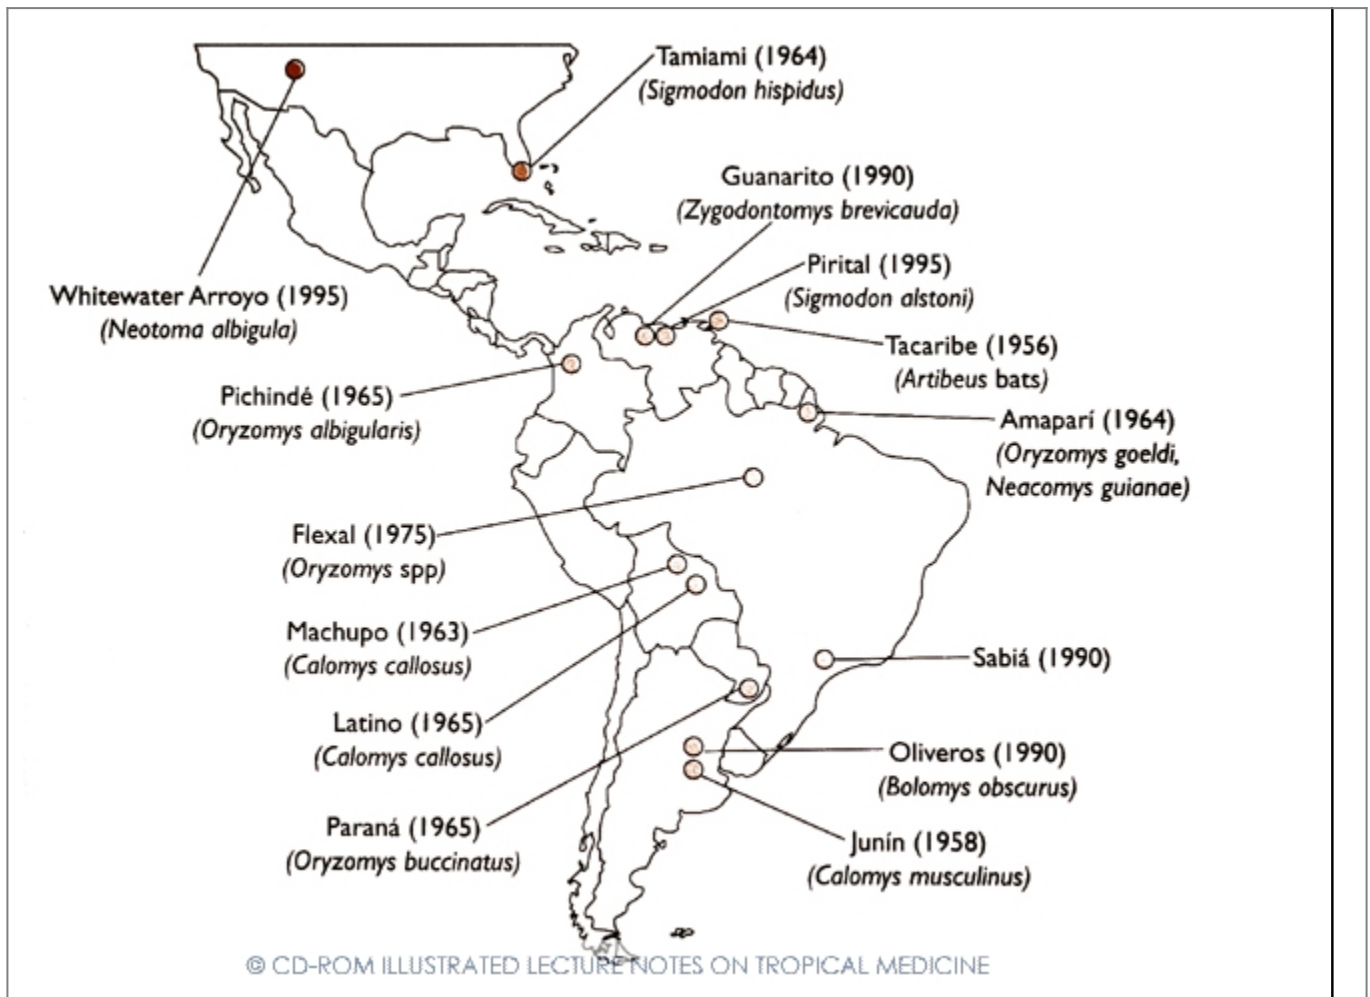 Tamiami (1964)
(Sigmodon hispidus)
Guanarito (1990)
(Zygodontomys brevicauda)
Pirital (1995)
(Sigmodon alstoni)
Whitewater Arroyo (1995)
(Neotoma albigula)
Tacaribe (1956)
(Artibeus bats)
Pichindé (1965)
(Oryzomys albigularis)
Amaparí (1964)
(Oryzomys goeldi,
Neacomys guianae)
Flexal (1975)
(Oryzomys spp)
Machupo (1963)
(Calomys callosus)
Sabiá (1990)
Latino (1965)
(Calomys callosus)
Oliveros (1990)
(Bolomys obscurus)
Paraná (1965)
(Oryzomys buccinatus)
Junín (1958)
(Calomys musculinus)
© CD-ROM ILLUSTRATED LECTURE NOTES ON TROPICAL MEDICINE